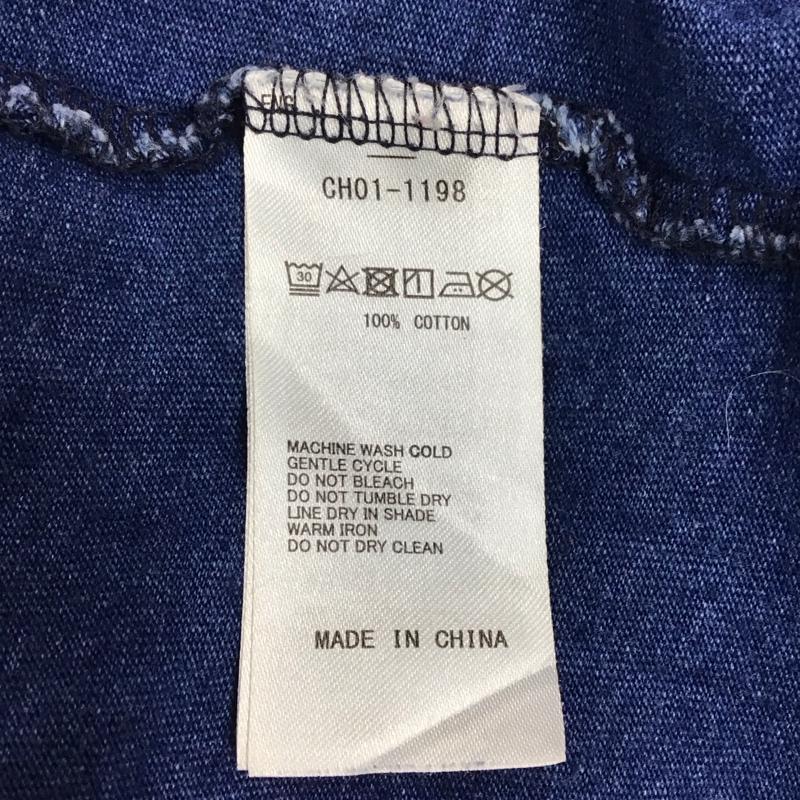 CH01-1198
30
100% COTTON
MACHINE WASH COLD
GENTLE CYCLE
DO NOT BLEACH
DO NOT TUMBLE DRY
LINE DRY IN SHADE
WARM IRON
DO NOT DRY CLEAN
MADE IN CHINA